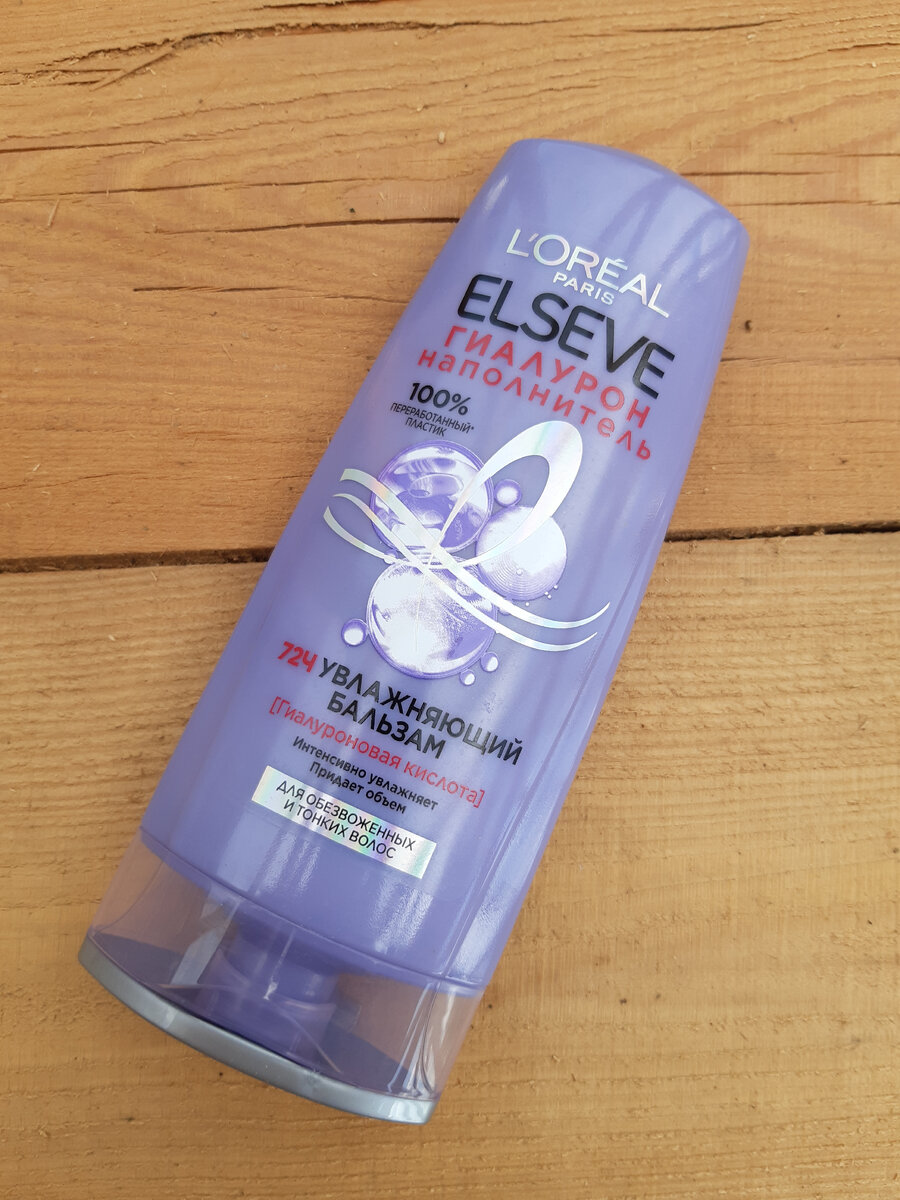 L'ORÉAL
PARIS
ELSEVE
ГИАЛУРОН
наполнитель
100%
ПЕРЕРАБОТАННЫЙ*
ПЛАСТИК
72Ч УВЛАЖНЯЮЩИЙ
БАЛЬЗАМ
[Гиалуроновая кислота]
Интенсивно увлажняет
Придает объем
ДЛЯ ОБЕЗВОЖЕННЫХ
И ТОНКИХ ВОЛОС